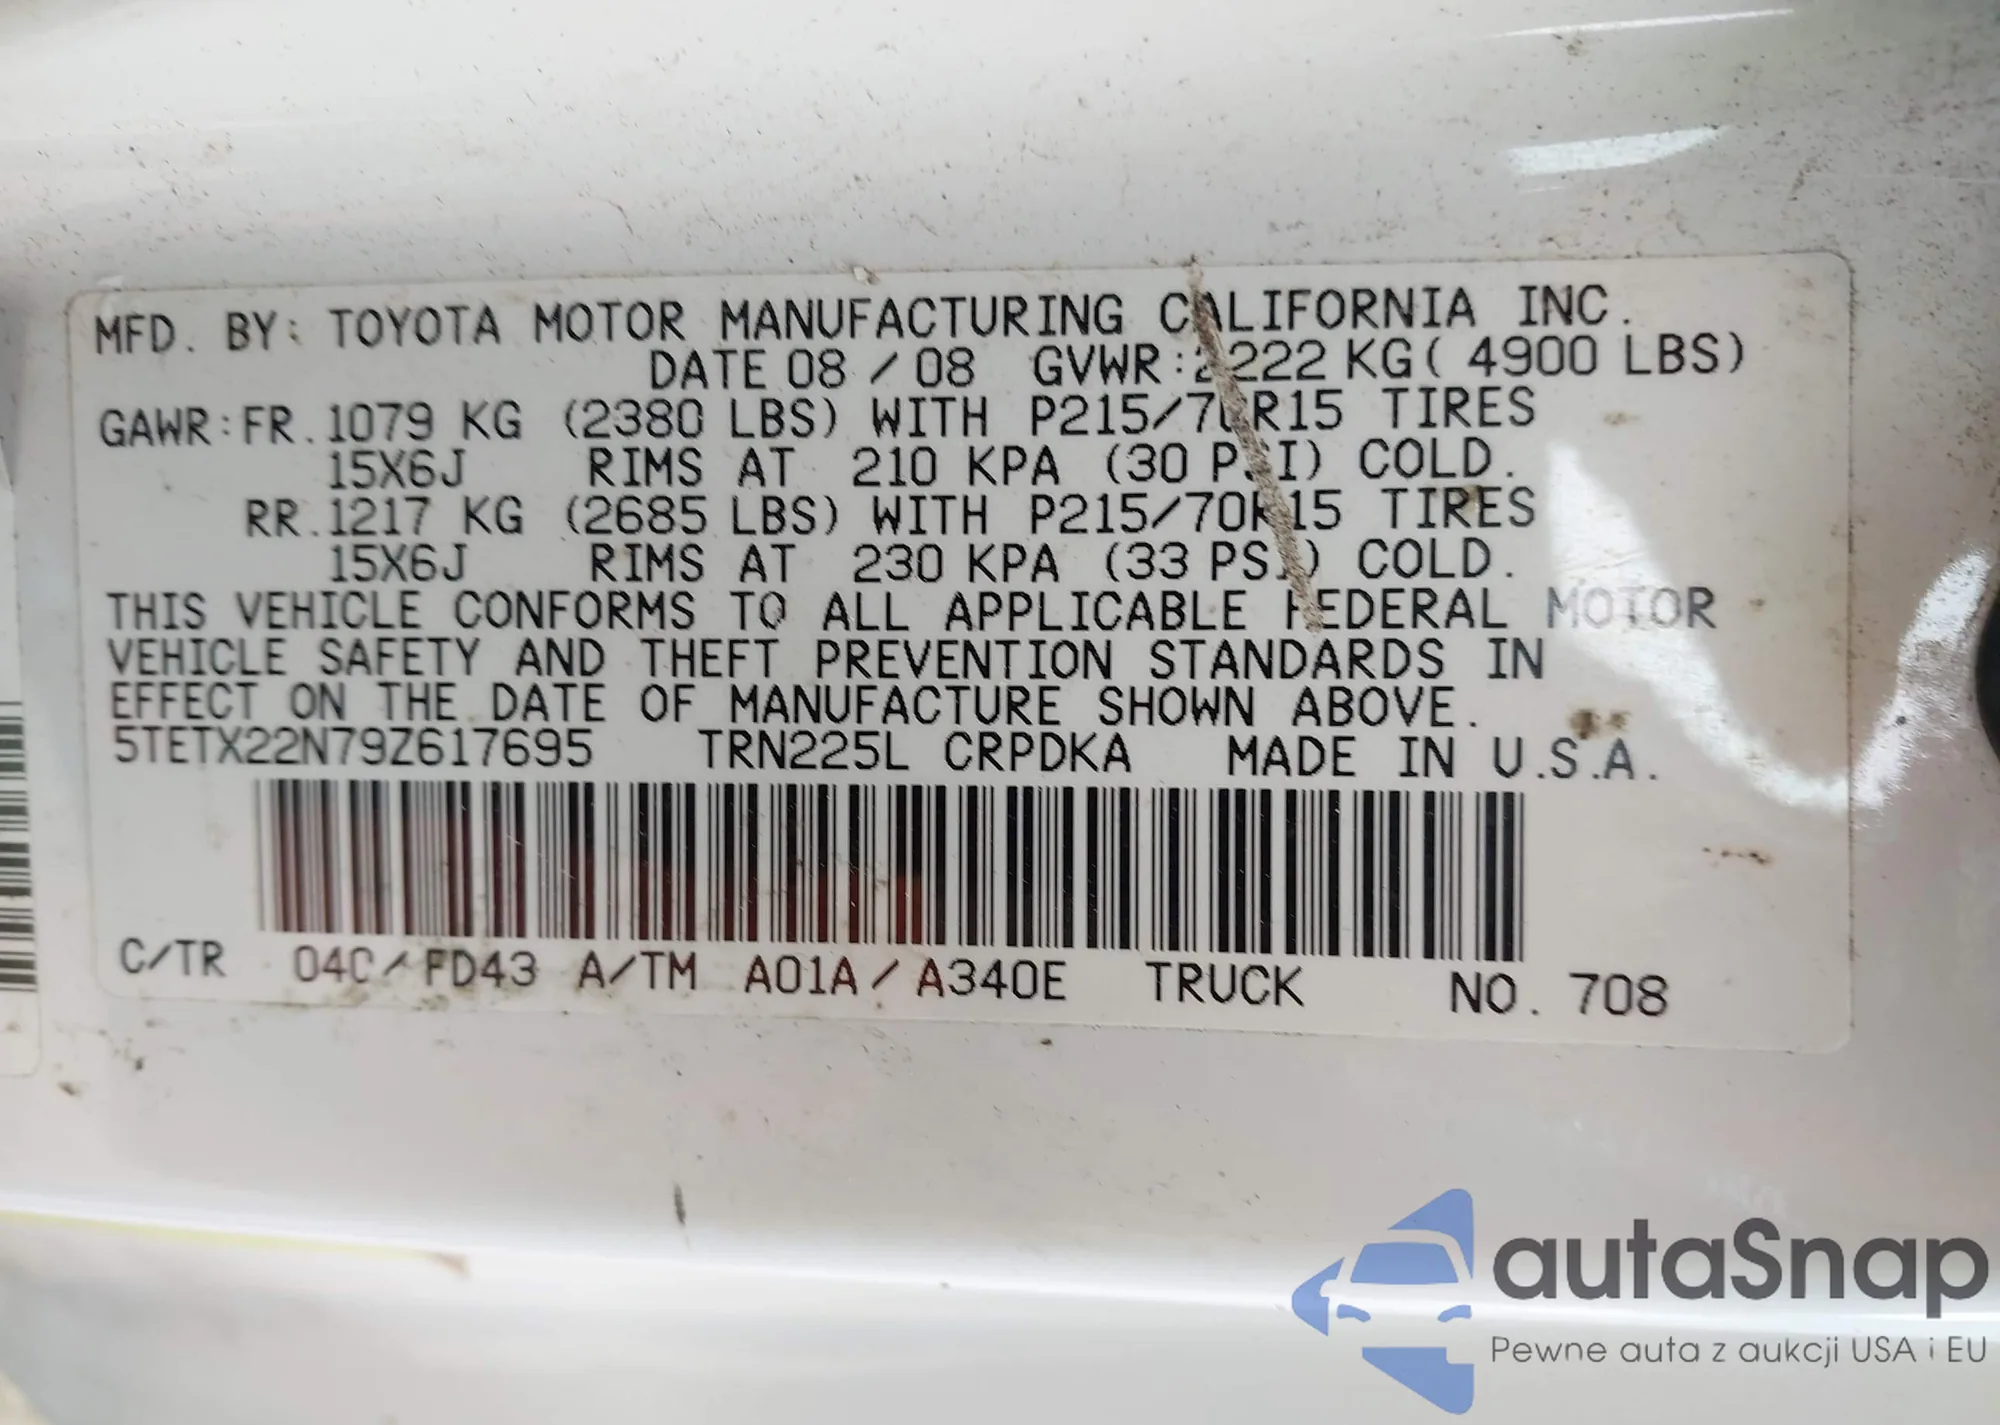 MFD. BY: TOYOTA MOTOR MANUFACTURING CALIFORNIA INC.
DATE 08 / 08 GVWR: 2222 KG( 4900 LBS)
GAWR: FR. 1079 KG (2380 LBS) WITH P215/70R15 TIRES
15X6J RIMS AT 210 KPA (30 PSI) COLD.
RR. 1217 KG (2685 LBS) WITH P215/70R15 TIRES
15X6J RIMS AT 230 KPA (33 PSI) COLD.
THIS VEHICLE CONFORMS TO ALL APPLICABLE FEDERAL MOTOR
VEHICLE SAFETY AND THEFT PREVENTION STANDARDS IN
EFFECT ON THE DATE OF MANUFACTURE SHOWN ABOVE.
5TETX22N79Z617695 TRN225L CRPDKA MADE IN U.S.A.
C/TR 040/FD43 A/TM A01A/A340E TRUCK NO. 708
autaSnap
Pewne auta z aukcji USA i EU